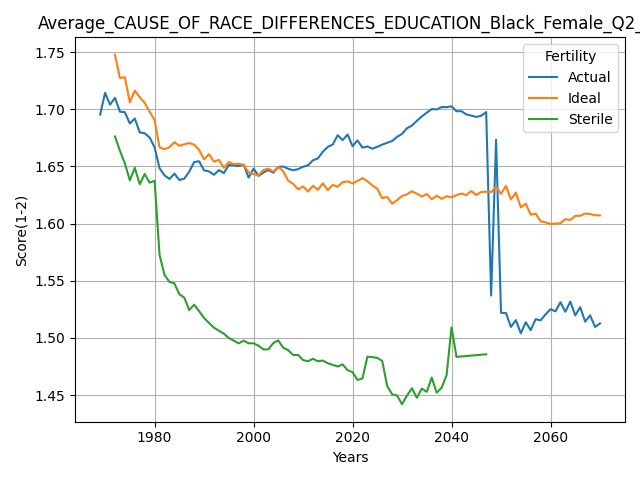 Average_CAUSE_OF_RACE_DIFFERENCES_EDUCATION_Black_Female_Q2_
Fertility
Actual
Ideal
Sterile
Score(1-2)
1.75
1.70
1.65
1.60
1.55
1.50
1.45
1980 2000 2020 2040 2060
Years